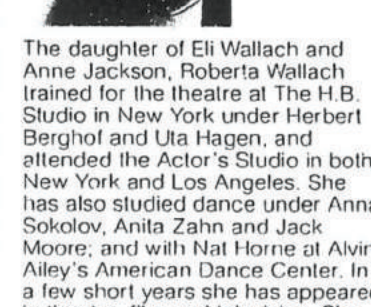 The daughter of Eli Wallach and
Anne Jackson, Roberta Wallach
trained for the theatre at The H.B.
Studio in New York under Herbert
Berghof and Uta Hagen, and
attended the Actor's Studio in both
New York and Los Angeles. She
has also studied dance under Anna
Sokolov, Anita Zahn and Jack
Moore; and with Nat Horne at Alvin
Ailey's American Dance Center. In
a few short years she has appeared